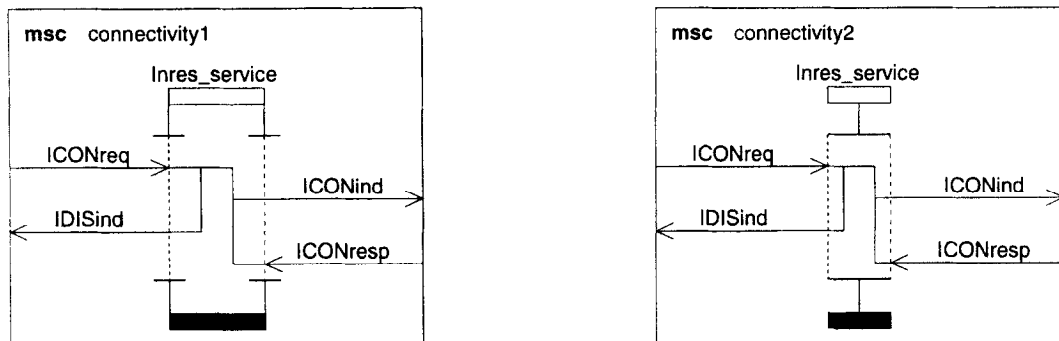 msc connectivity1
Inres_service
ICONreq
ICONind
IDISind
ICONresp
msc connectivity2
Inres_service
ICONreq
ICONind
IDISind
ICONresp